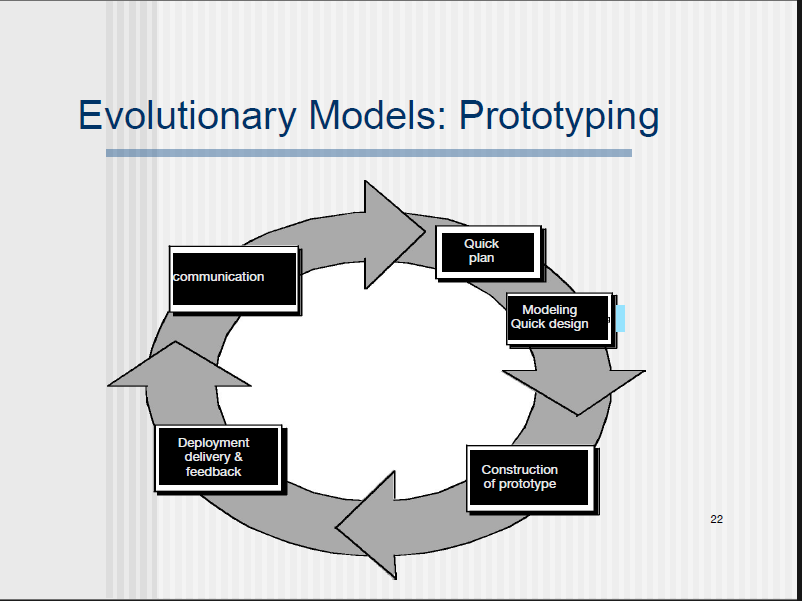 Evolutionary Models: Prototyping
Quick
plan
communication
Modeling
Quick design
Deployment
delivery &
feedback
Construction
of prototype
22